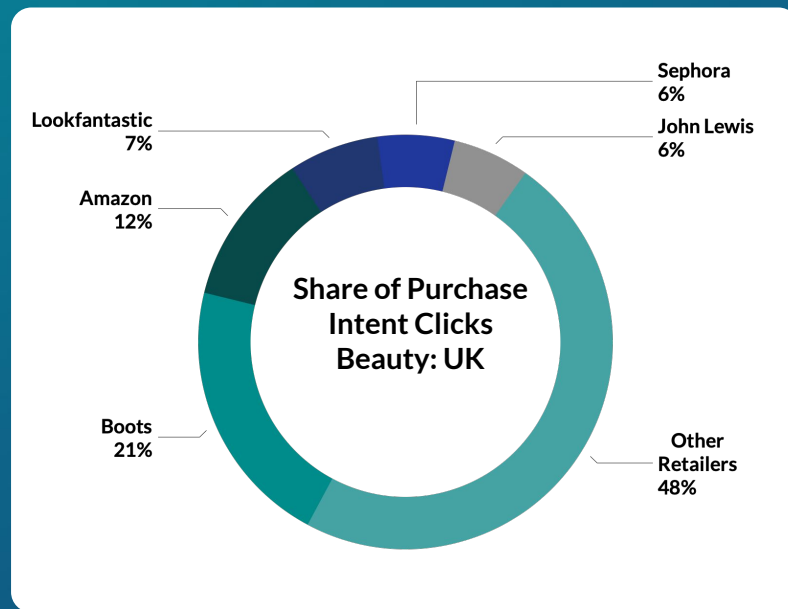 Sephora
6%
John Lewis
6%
Lookfantastic
7%
Amazon
12%
Share of Purchase
Intent Clicks
Beauty: UK
Boots
21%
Other
Retailers
48%